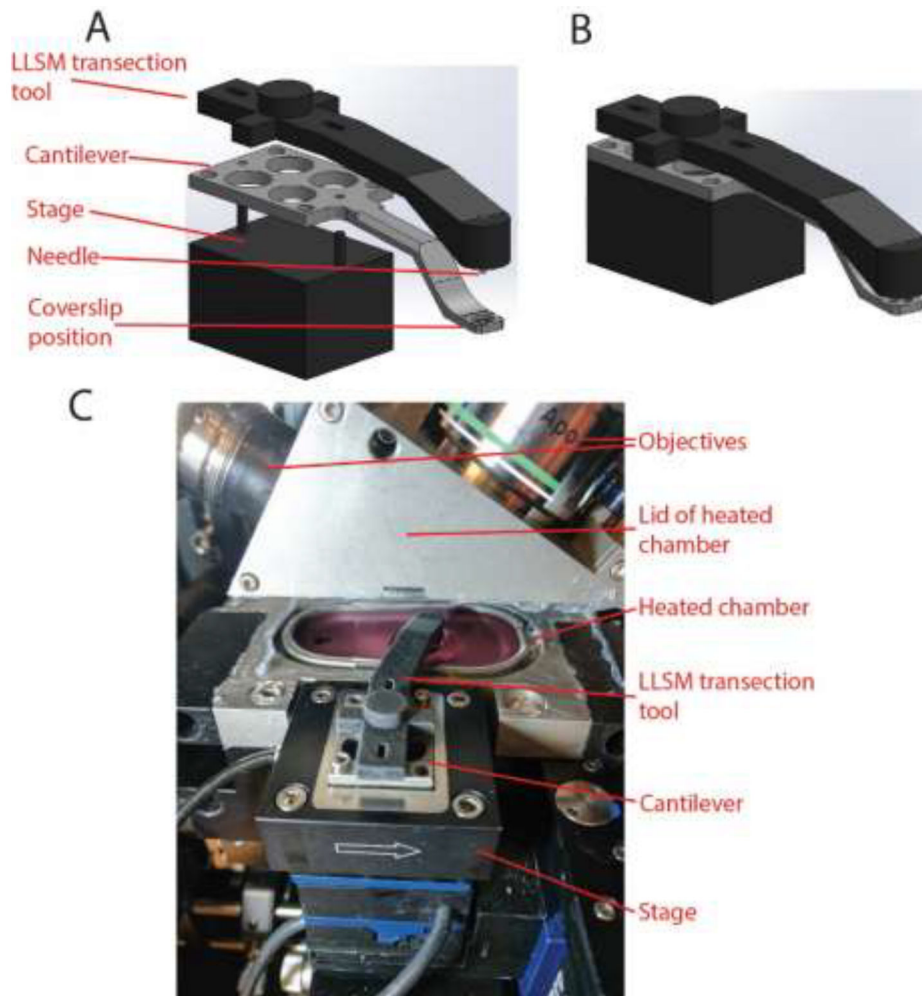 A
B
LLSM transection
tool
Cantilever
Stage
Needle
Coverslip
position
C
Apo
Objectives
Lid of heated
chamber
Heated chamber
LLSM transection
tool
Cantilever
Stage